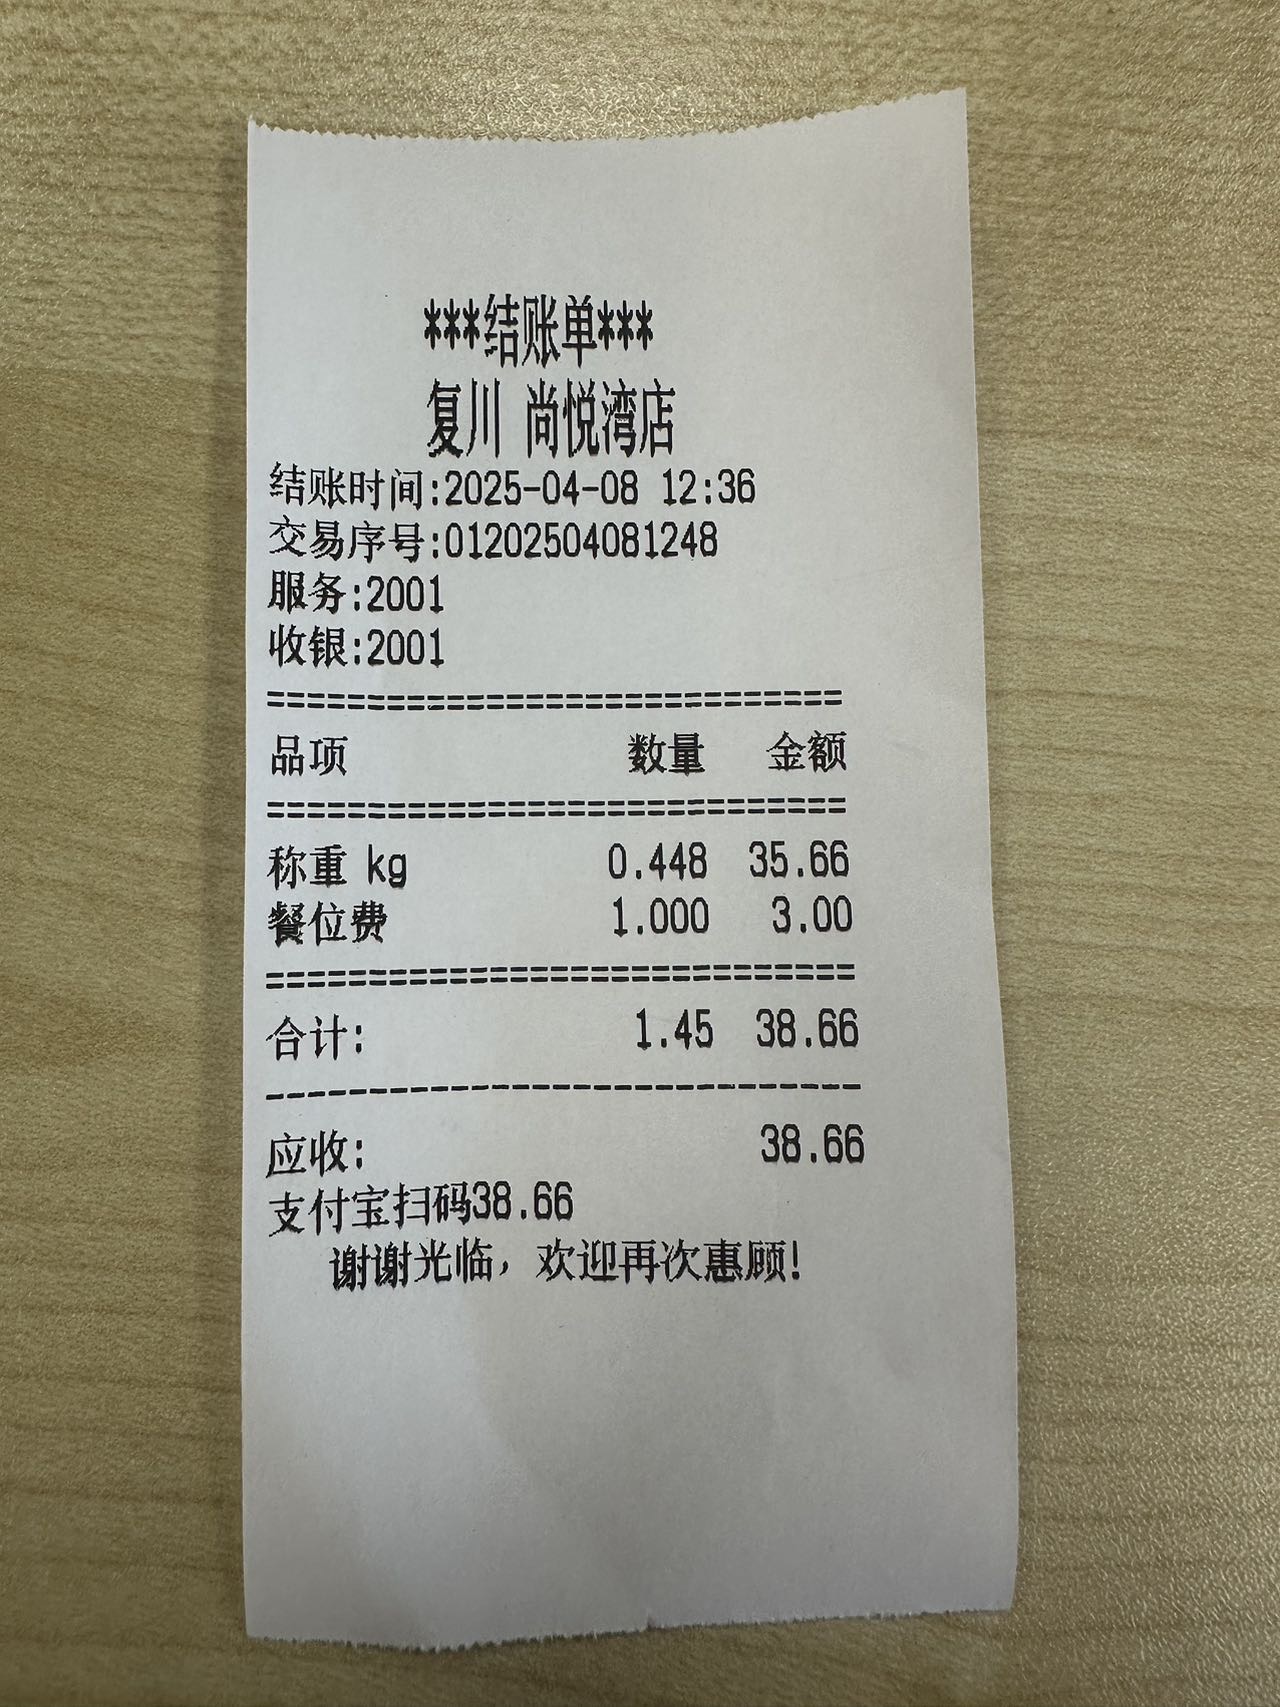 ***结账单***
复川 尚悦湾店
结账时间:2025-04-08 12:36
交易序号:01202504081248
服务:2001
收银:2001
=============================
品项 数量 金额
=============================
称重 kg 0.448 35.66
餐位费 1.000 3.00
=============================
合计: 1.45 38.66
-----------------------------
应收: 38.66
支付宝扫码38.66
谢谢光临，欢迎再次惠顾!